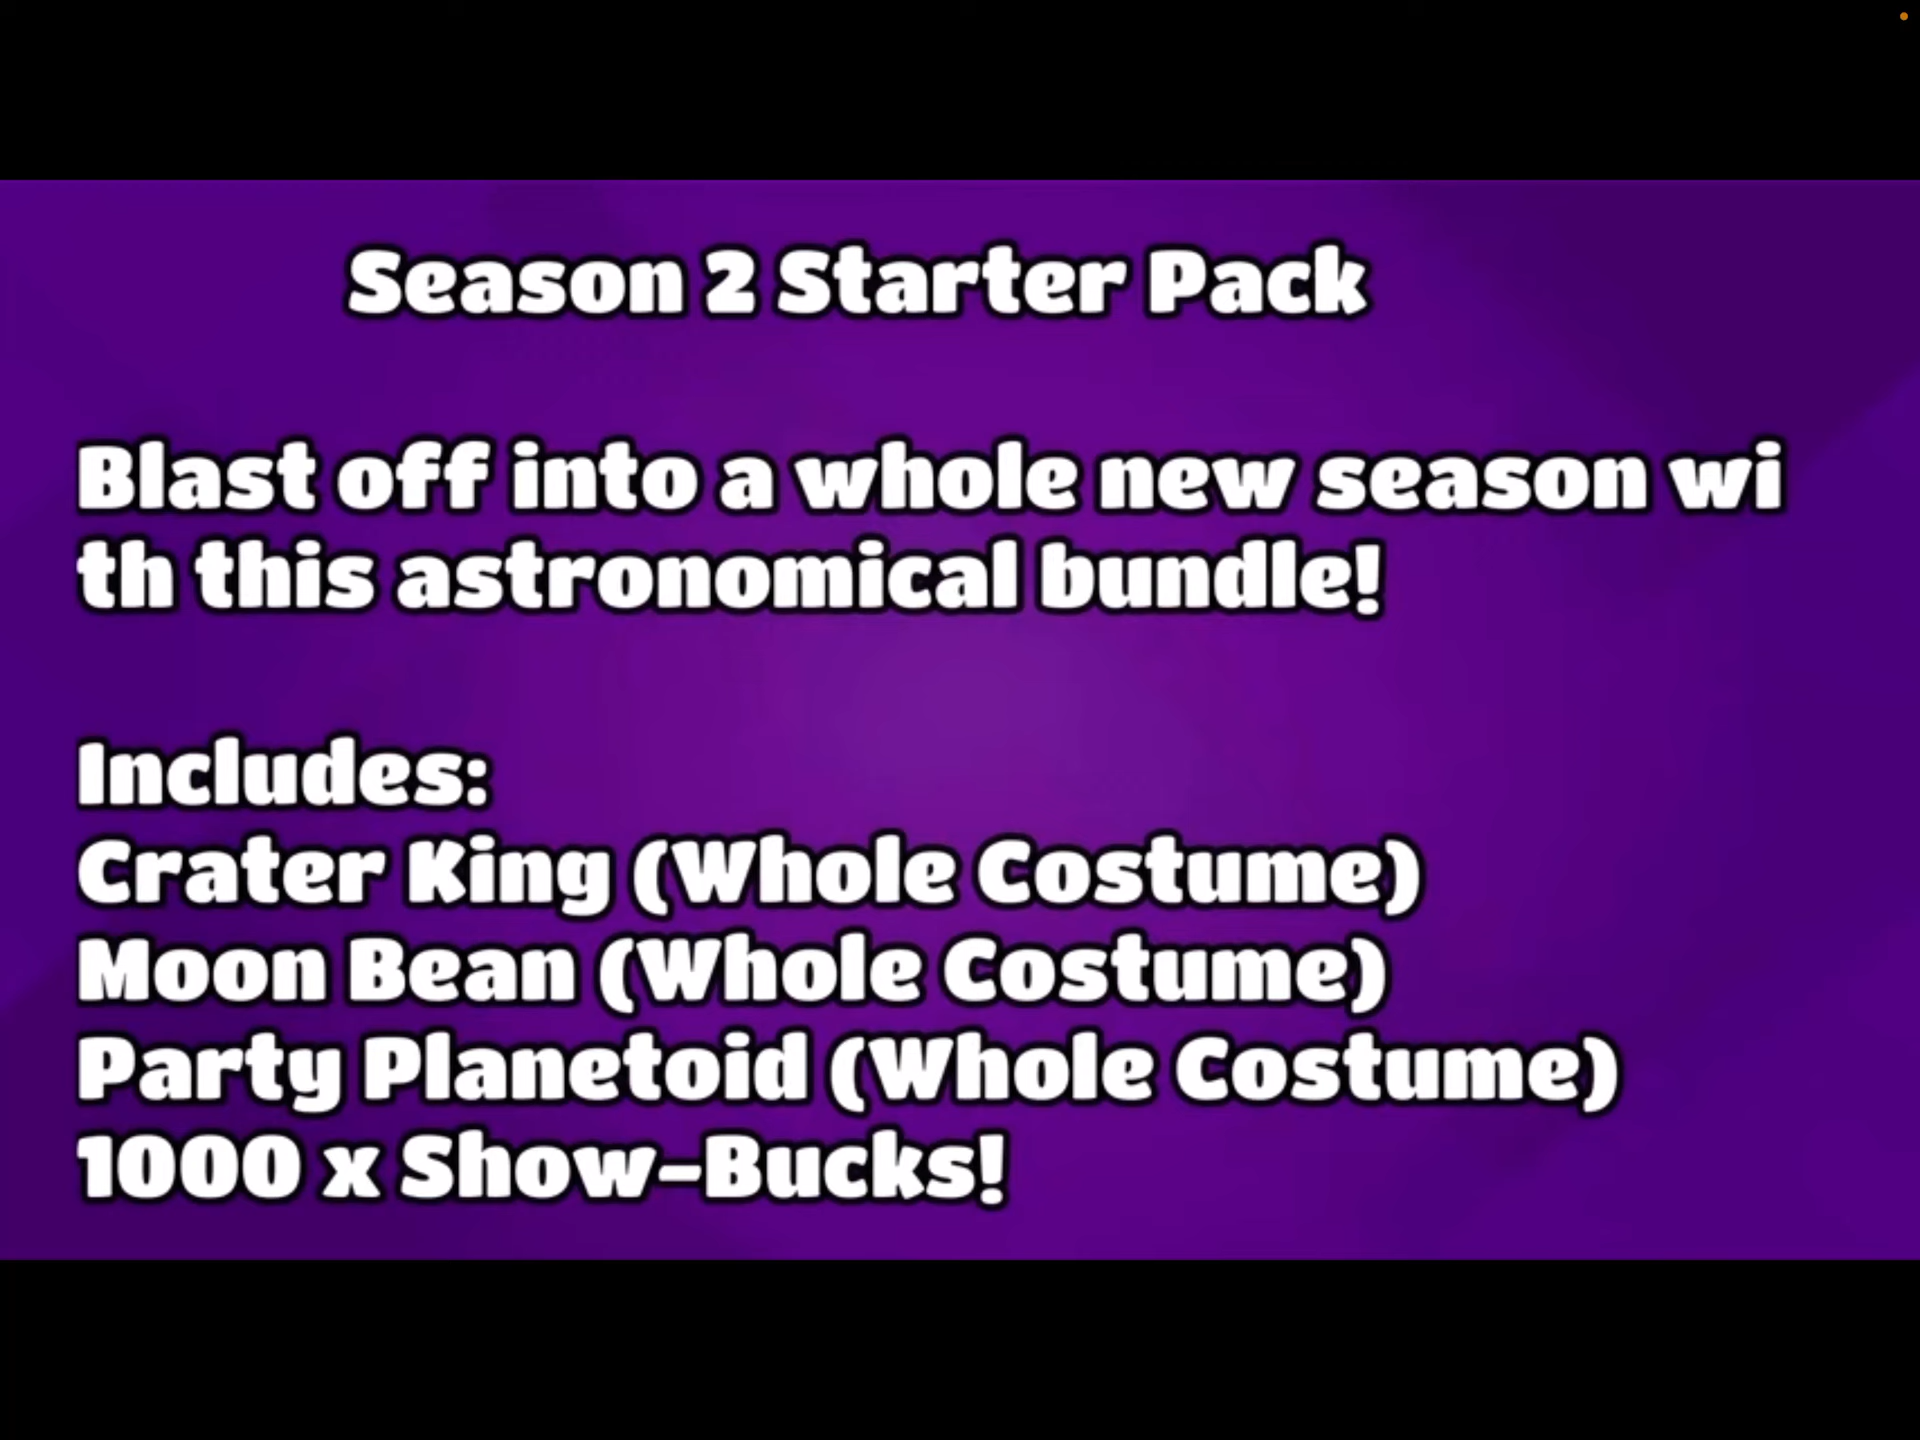 Season 2 Starter Pack
Blast off into a whole new season wi
th this astronomical bundle!
Includes:
Crater King (Whole Costume)
Moon Bean (Whole Costume)
Party Planetoid (Whole Costume)
1000 x Show-Bucks!